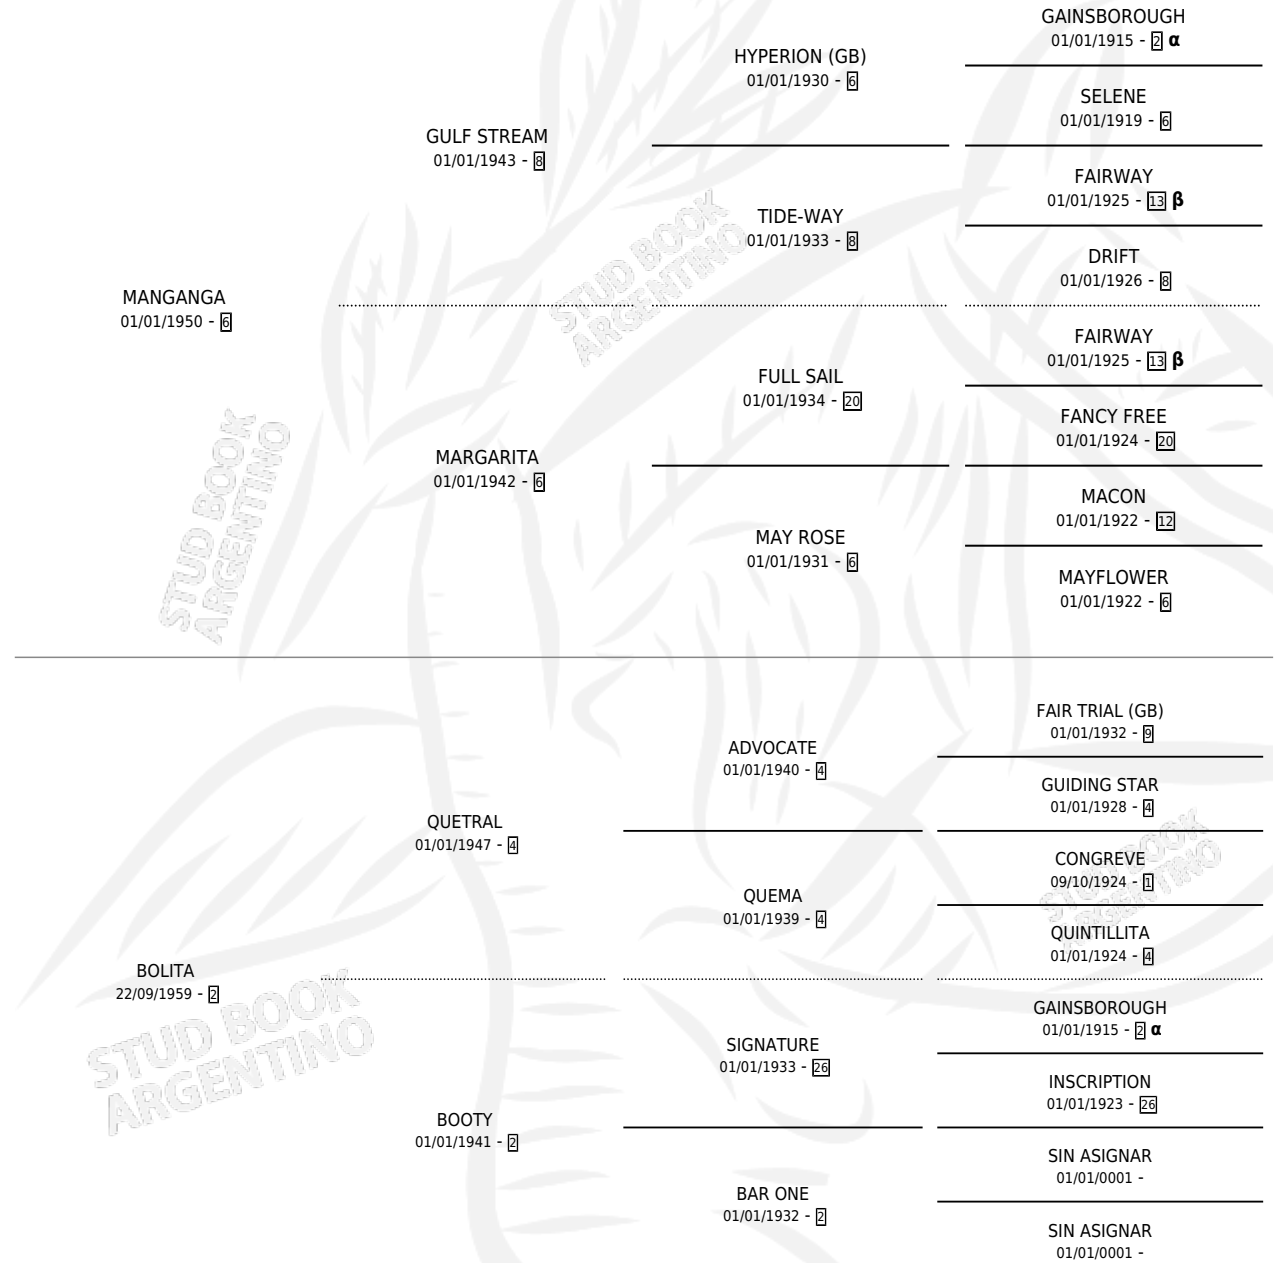 GAINSBOROUGH
01/01/1915 - 2 α
HYPERION (GB)
01/01/1930 - 6
SELENE
01/01/1919 - 6
GULF STREAM
01/01/1943 - 8
FAIRWAY
01/01/1925 - 13 β
TIDE-WAY
01/01/1933 - 8
DRIFT
01/01/1926 - 8
STUD BOOK
ARGENTINO
MANGANGA
01/01/1950 - 6
FAIRWAY
01/01/1925 - 13 β
FULL SAIL
01/01/1934 - 20
FANCY FREE
01/01/1924 - 20
MARGARITA
01/01/1942 - 6
MACON
01/01/1922 - 12
MAY ROSE
01/01/1931 - 6
MAYFLOWER
01/01/1922 - 6
STUD BOOK
ARGENTINO
FAIR TRIAL (GB)
01/01/1932 - 9
ADVOCATE
01/01/1940 - 4
GUIDING STAR
01/01/1928 - 4
QUETRAL
01/01/1947 - 4
CONGREVE
09/10/1924 - 1
QUEMA
01/01/1939 - 4
QUINTILLITA
01/01/1924 - 4
STUD BOOK
ARGENTINO
BOLITA
22/09/1959 - 2
GAINSBOROUGH
01/01/1915 - 2 α
SIGNATURE
01/01/1933 - 26
INSCRIPTION
01/01/1923 - 26
STUD BOOK
ARGENTINO
BOOTY
01/01/1941 - 2
SIN ASIGNAR
01/01/0001 -
BAR ONE
01/01/1932 - 2
SIN ASIGNAR
01/01/0001 -